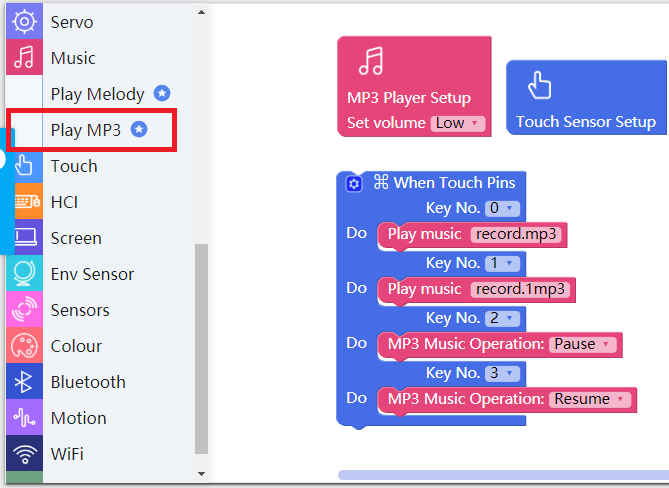 Servo
Music
Play Melody
Play MP3
Touch
HCI
Screen
Env Sensor
Sensors
Colour
Bluetooth
Motion
WiFi
MP3 Player Setup
Set volume Low
Touch Sensor Setup
When Touch Pins
Key No. 0
Do Play music record.mp3
Key No. 1
Do Play music record.1mp3
Key No. 2
Do MP3 Music Operation: Pause
Key No. 3
Do MP3 Music Operation: Resume